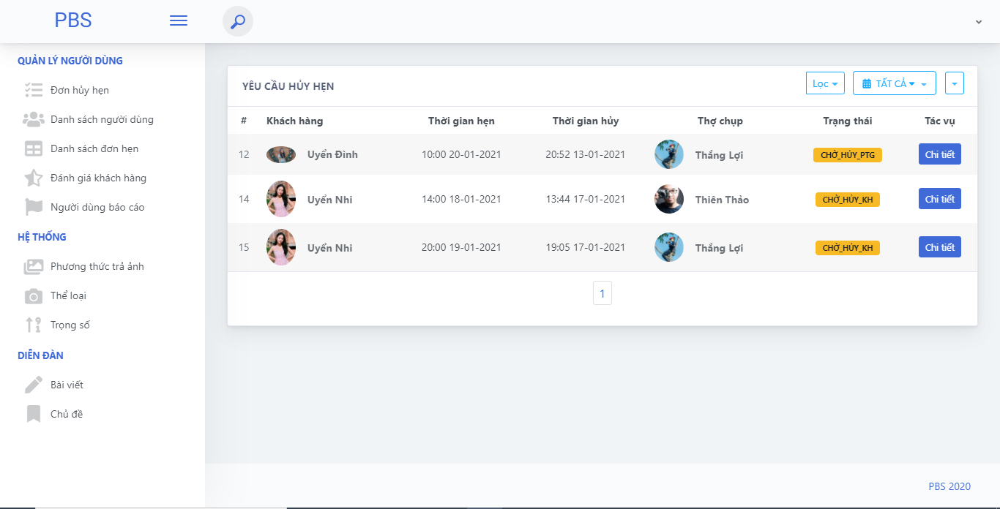 PBS
QUẢN LÝ NGƯỜI DÙNG
Đơn hủy hẹn
Danh sách người dùng
Danh sách đơn hẹn
Đánh giá khách hàng
Người dùng báo cáo
HỆ THỐNG
Phương thức trả ảnh
Thể loại
Trọng số
DIỄN ĐÀN
Bài viết
Chủ đề
YÊU CẦU HỦY HẸN
Lọc
TẤT CẢ
# Khách hàng Thời gian hẹn Thời gian hủy Thợ chụp Trạng thái Tác vụ
12 Uyển Đình 10:00 20-01-2021 20:52 13-01-2021 Thắng Lợi CHỜ_HỦY_PTG Chi tiết
14 Uyển Nhi 14:00 18-01-2021 13:44 17-01-2021 Thiên Thảo CHỜ_HỦY_KH Chi tiết
15 Uyển Nhi 20:00 19-01-2021 19:05 17-01-2021 Thắng Lợi CHỜ_HỦY_KH Chi tiết
1
PBS 2020